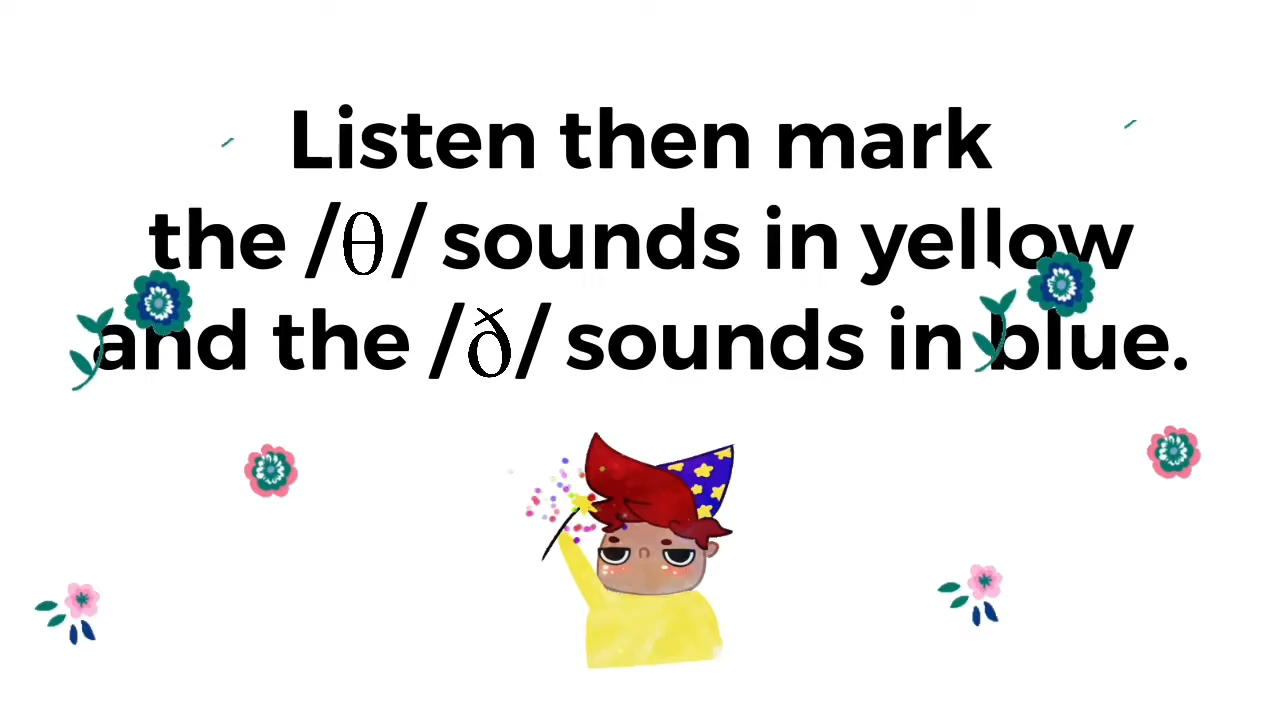 Listen then mark
the /θ/ sounds in yellow
and the /ð/ sounds in blue.